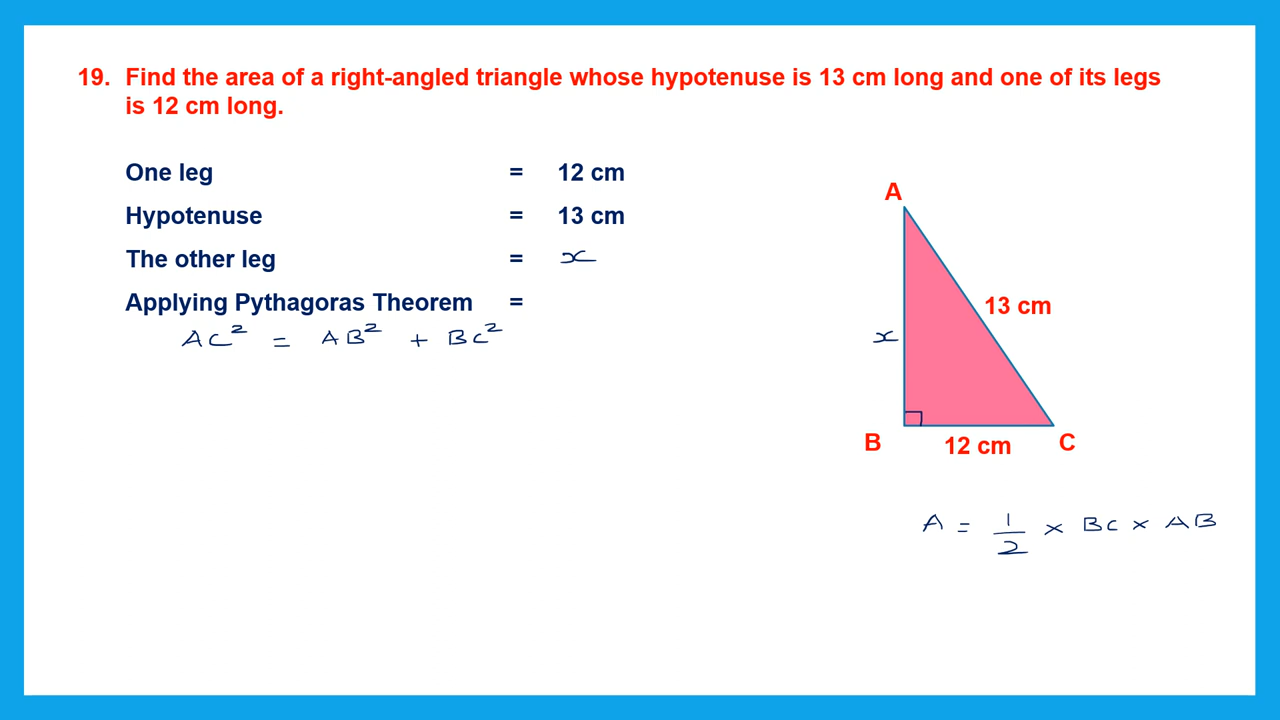 19. Find the area of a right-angled triangle whose hypotenuse is 13 cm long and one of its legs
is 12 cm long.
One leg = 12 cm
Hypotenuse = 13 cm
The other leg = x
Applying Pythagoras Theorem =
AC² = AB² + BC²
A
13 cm
x
B
12 cm
C
A = 1/2 × BC × AB